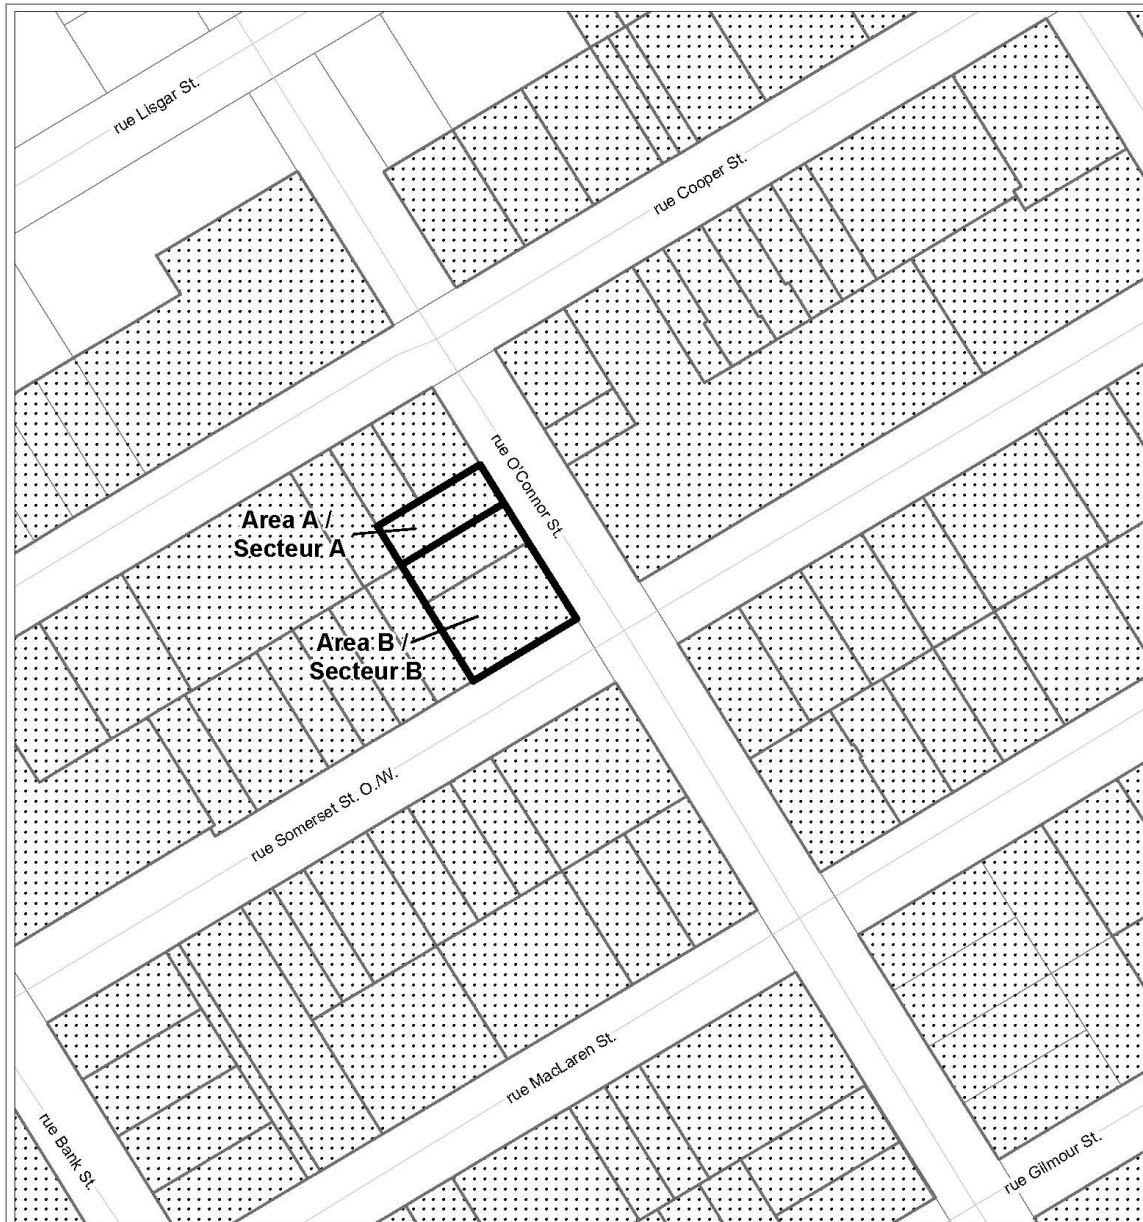 rue Lisgar St.
rue Cooper St.
rue O'Connor St.
Area A /
Secteur A
Area B /
Secteur B
rue Somerset St. O./W.
rue MacLaren St.
rue Bank St.
rue Gilmour St.